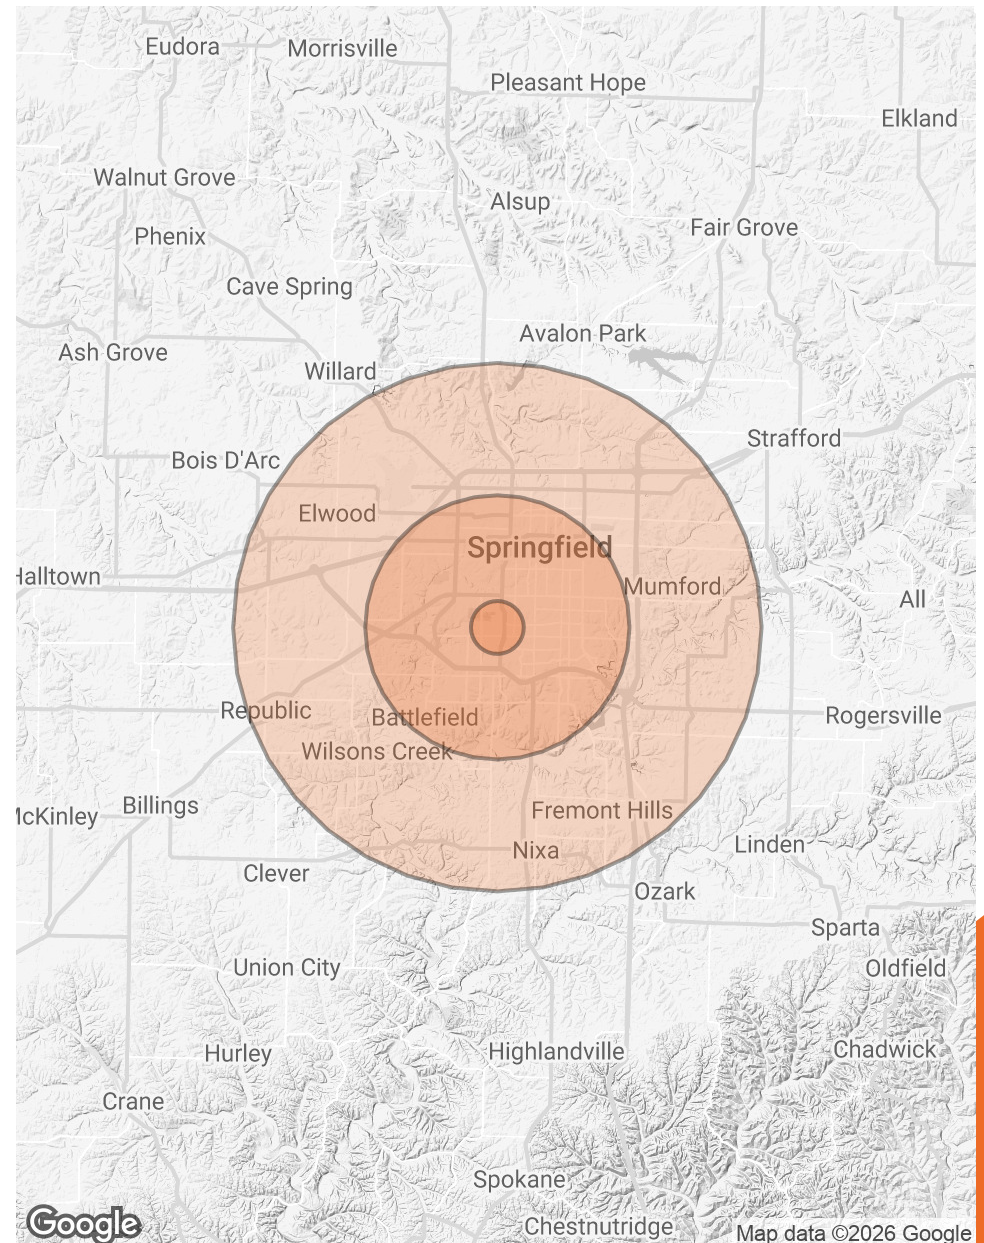 Eudora
Morrisville
Pleasant Hope
Elkland
Walnut Grove
Alsup
Phenix
Fair Grove
Cave Spring
Avalon Park
Ash Grove
Willard
Strafford
Bois D'Arc
Elwood
Springfield
Halltown
Mumford
All
Republic
Battlefield
Rogersville
Wilsons Creek
McKinley
Billings
Fremont Hills
Linden
Nixa
Clever
Ozark
Sparta
Union City
Oldfield
Hurley
Highlandville
Chadwick
Crane
Spokane
Chestnutridge
Google
Map data ©2026 Google